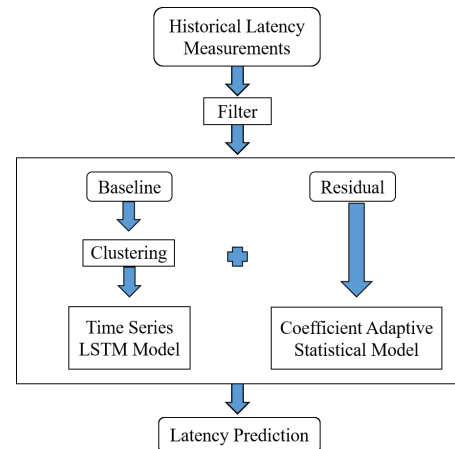 Historical Latency
Measurements
Filter
Baseline
Residual
Clustering
Time Series
LSTM Model
Coefficient Adaptive
Statistical Model
Latency Prediction